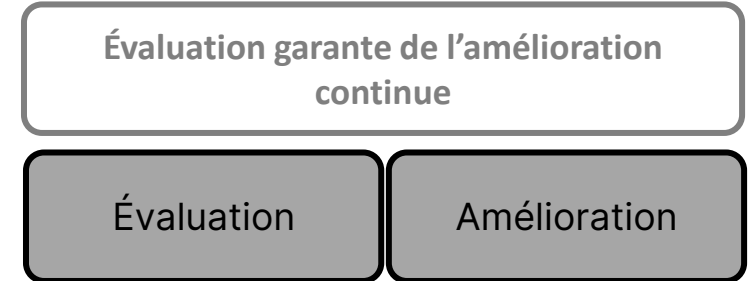 Évaluation garante de l’amélioration
continue
Évaluation
Amélioration